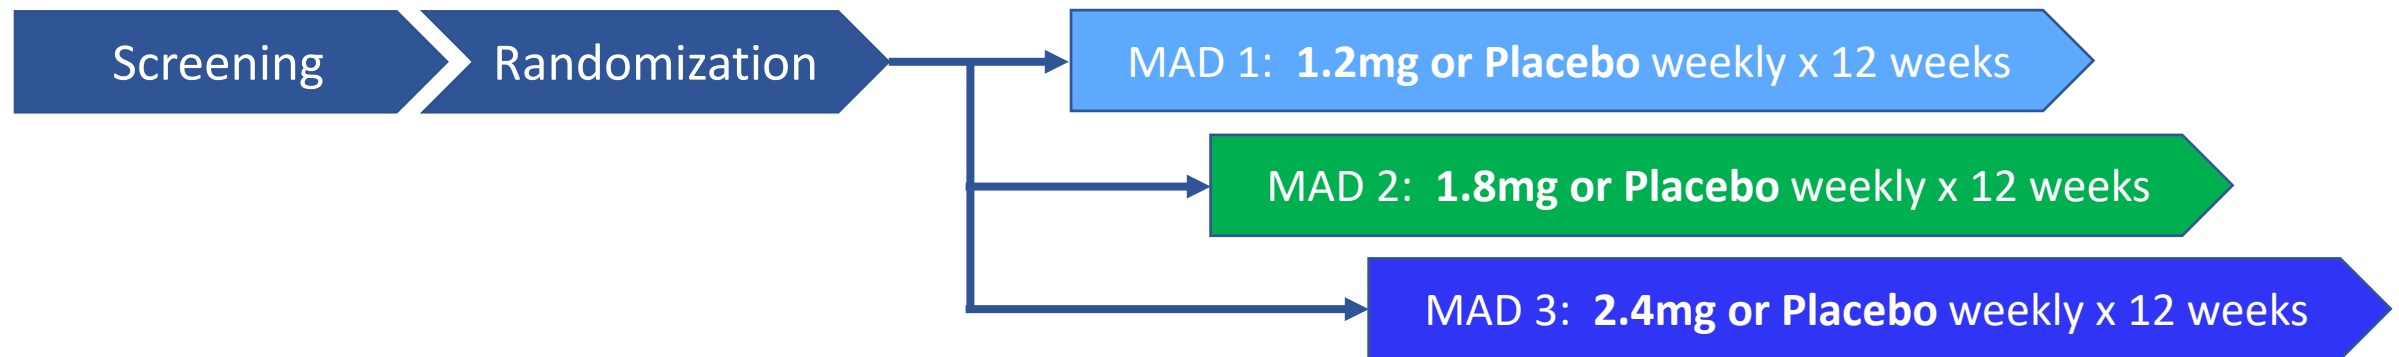 Screening
Randomization
MAD 1: 1.2mg or Placebo weekly x 12 weeks
MAD 2: 1.8mg or Placebo weekly x 12 weeks
MAD 3: 2.4mg or Placebo weekly x 12 weeks